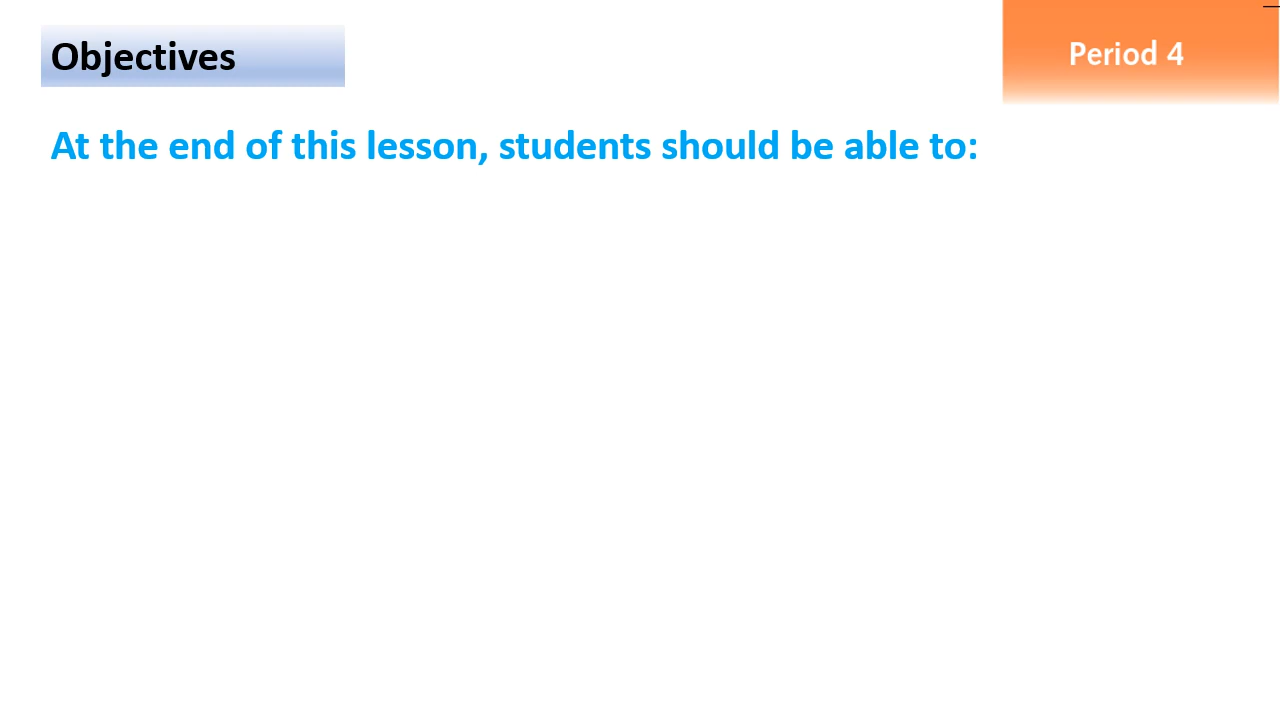 Objectives
Period 4
At the end of this lesson, students should be able to: